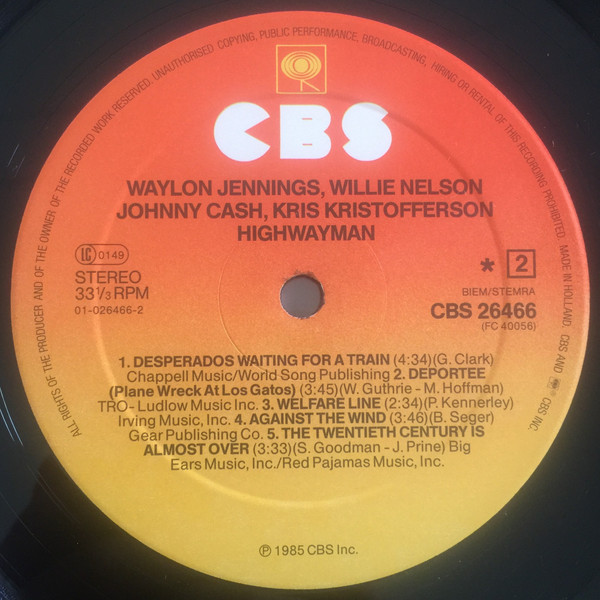 ALL RIGHTS OF THE PRODUCER AND OF THE OWNER OF THE RECORDED WORK RESERVED. UNAUTHORISED COPYING, PUBLIC PERFORMANCE, BROADCASTING, HIRING OR RENTAL OF THIS RECORDING PROHIBITED. MADE IN HOLLAND. CBS AND ARE CBS INC.
CBS
WAYLON JENNINGS, WILLIE NELSON
JOHNNY CASH, KRIS KRISTOFFERSON
HIGHWAYMAN
LC 0149
STEREO
33⅓ RPM
01-026466-2
* 2
BIEM/STEMRA
CBS 26466
(FC 40056)
1. DESPERADOS WAITING FOR A TRAIN (4:34)(G. Clark)
Chappell Music/World Song Publishing 2. DEPORTEE
(Plane Wreck At Los Gatos) (3:45)(W. Guthrie - M. Hoffman)
TRO- Ludlow Music Inc. 3. WELFARE LINE (2:34)(P. Kennerley)
Irving Music, Inc. 4. AGAINST THE WIND (3:46)(B. Seger)
Gear Publishing Co. 5. THE TWENTIETH CENTURY IS
ALMOST OVER (3:33)(S. Goodman - J. Prine) Big
Ears Music, Inc./Red Pajamas Music, Inc.
℗ 1985 CBS Inc.